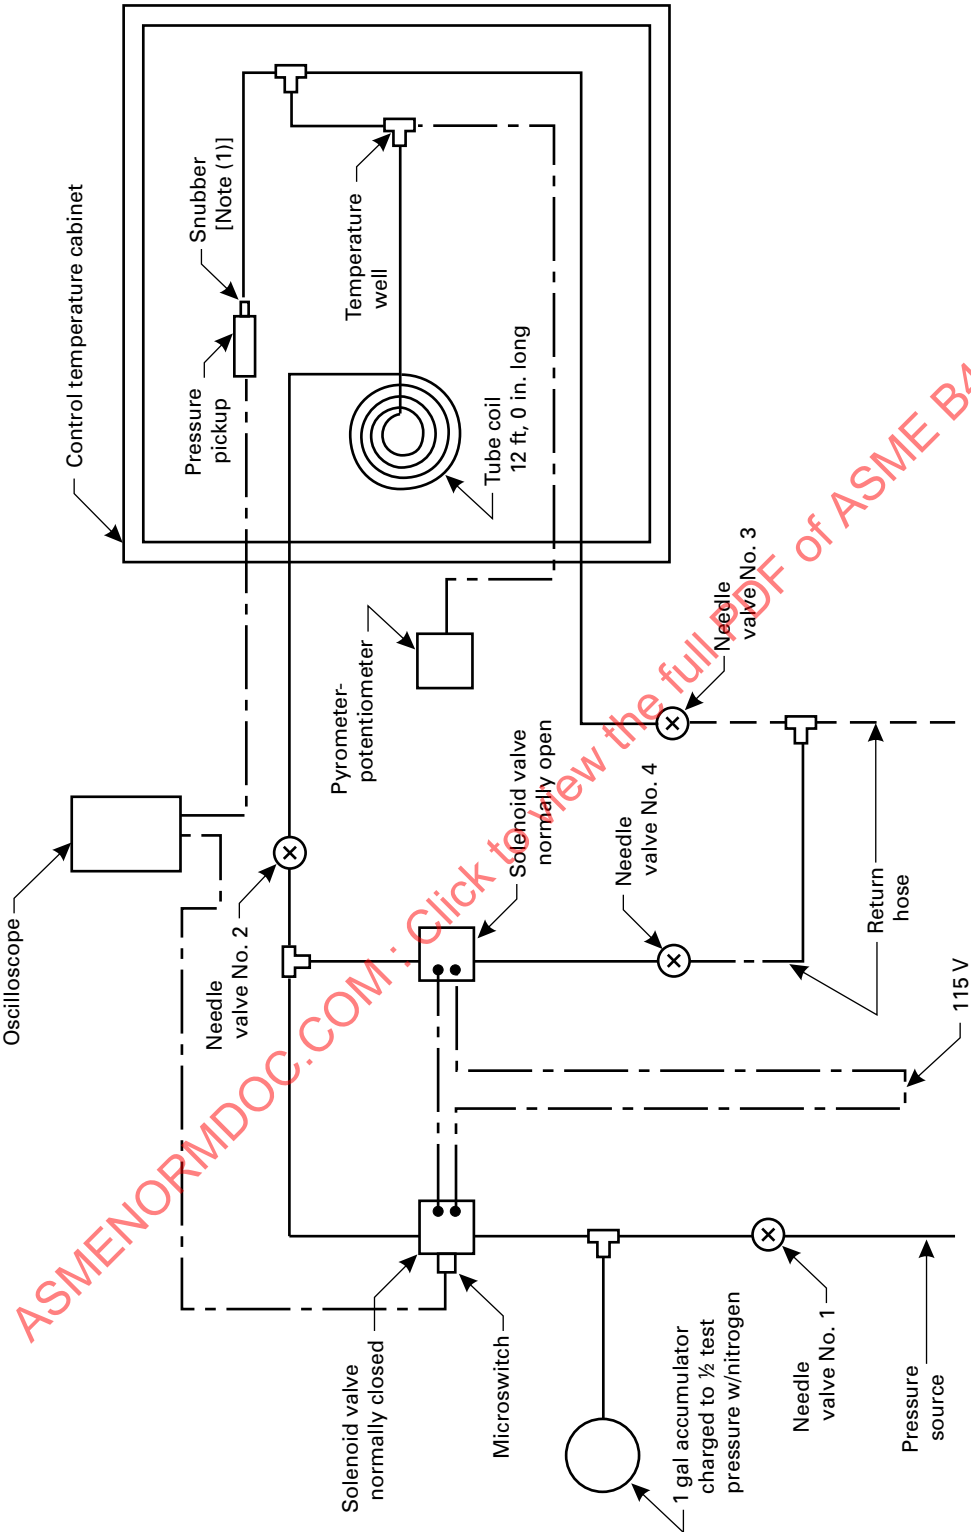 Control temperature cabinet
Snubber
[Note (1)]
Pressure
pickup
Temperature
well
Tube coil
12 ft, 0 in. long
Pyrometer-
potentiometer
Needle
valve No. 3
Oscilloscope
Needle
valve No. 2
Solenoid valve
normally open
Needle
valve No. 4
Return
hose
115 V
Solenoid valve
normally closed
Microswitch
1 gal accumulator
charged to ½ test
pressure w/nitrogen
Needle
valve No. 1
Pressure
source
ASMENORMDOC.COM : Click to view the full PDF of ASME B4